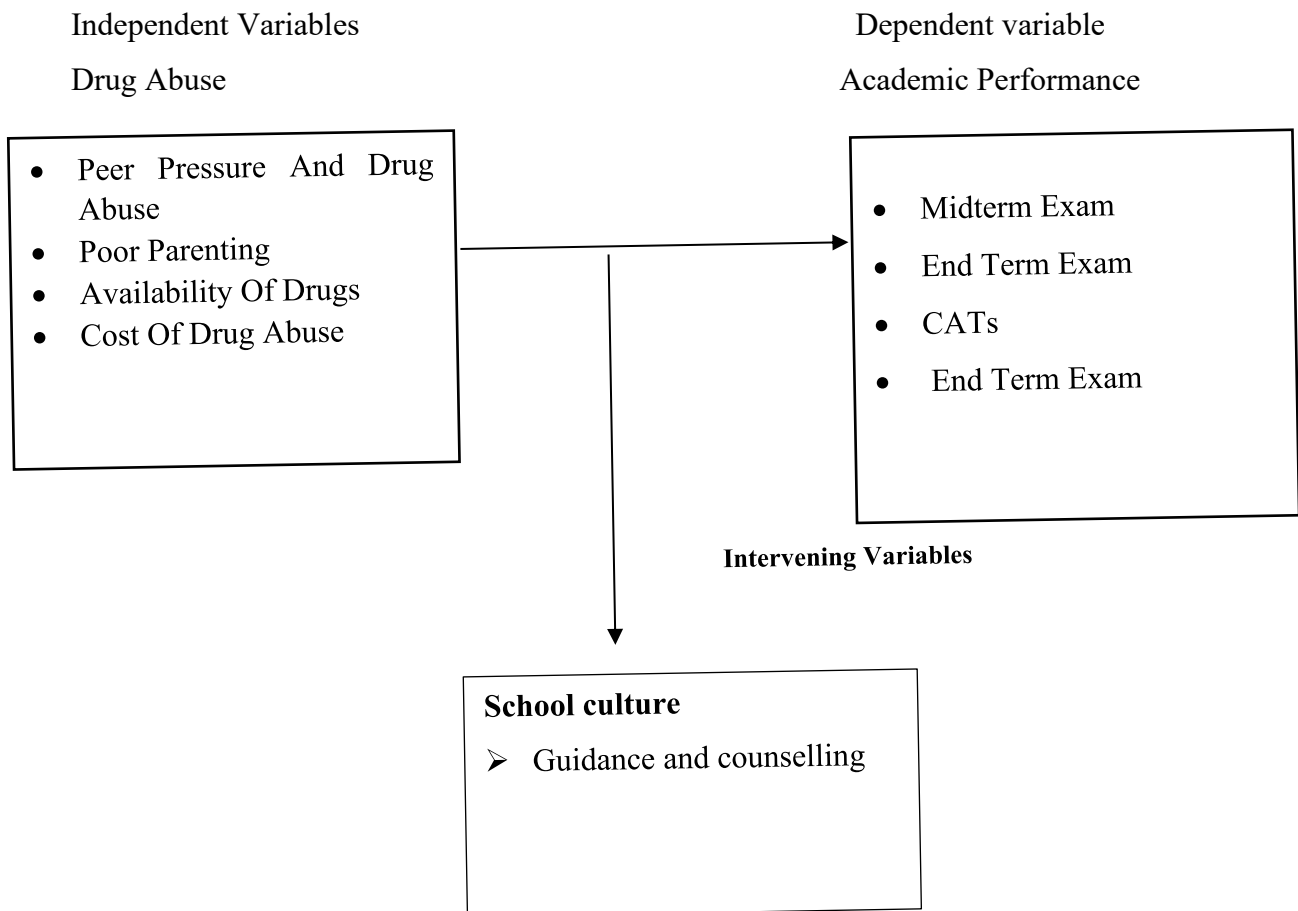 Independent Variables
Dependent variable
Drug Abuse
Academic Performance
• Peer Pressure And Drug
Abuse
• Poor Parenting
• Availability Of Drugs
• Cost Of Drug Abuse
• Midterm Exam
• End Term Exam
• CATs
• End Term Exam
Intervening Variables
School culture
➢ Guidance and counselling